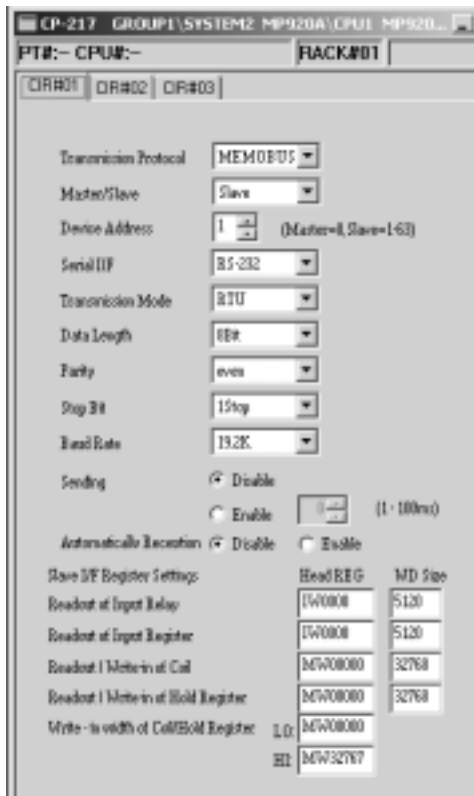 CP-217 GROUP1\SYSTEM2 MP920A\CPU1 MP920...
PT#:– CPU#:– RACK#01
CIR#01 CIR#02 CIR#03
Transmission Protocol MEMOBUS
Master/Slave Slave
Device Address 1 (Master=0, Slave=1-63)
Serial I/F RS-232
Transmission Mode RTU
Data Length 8Bit
Parity even
Stop Bit 1Stop
Baud Rate 19.2K
Sending Disable
Enable 0 (1 - 100ms)
Automatically Reception Disable Enable
Slave I/F Register Settings Head REG WD Size
Readout of Input Relay IW0000 5120
Readout of Input Register IW0000 5120
Readout / Write-in of Coil MW00000 32768
Readout / Write-in of Hold Register MW00000 32768
Write - in width of Coil/Hold Register LO: MW00000
HI: MW32767